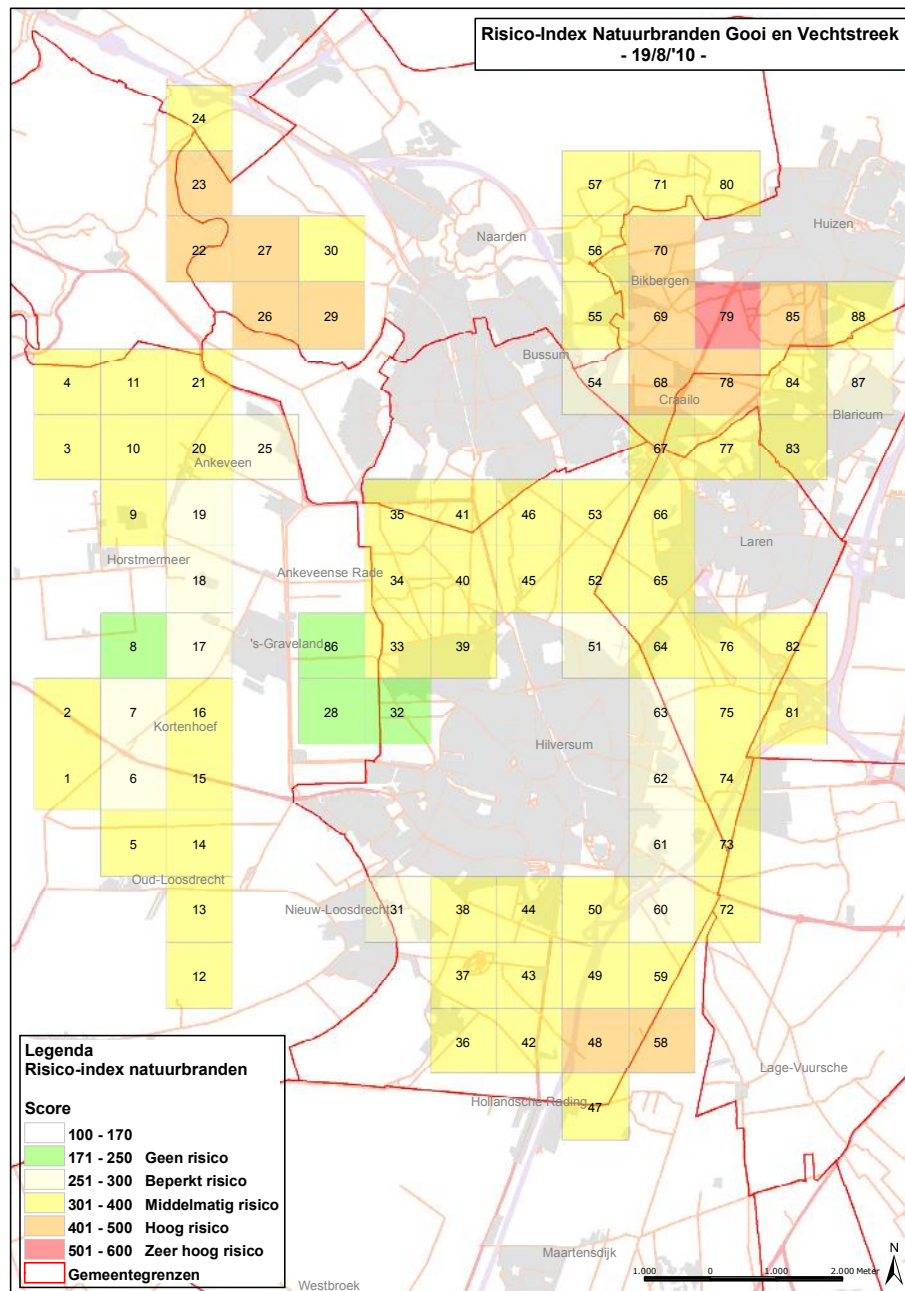 Risico-Index Natuurbranden Gooi en Vechtstreek
- 19/8/'10 -
24
23
57 71 80
Huizen
Naarden
22 27 30 56 70
Bikbergen
26 29 55 69 79 85 88
Bussum
4 11 21 54 68 78 84 87
Craailo
Blaricum
3 10 20 25 67 77 83
Ankeveen
9 19 35 41 46 53 66
Laren
Horstmermeer
Ankeveense Rade
18 34 40 45 52 65
8 17 's-Graveland 86 33 39 51 64 76 82
2 7 16 28 32 63 75 81
Kortenhoef
Hilversum
1 6 15 62 74
5 14 61 73
Oud-Loosdrecht
13 Nieuw-Loosdrecht 31 38 44 50 60 72
12 37 43 49 59
36 42 48 58
Lage-Vuursche
Hollandsche Rading
47
Legenda
Risico-index natuurbranden
Score
100 - 170
171 - 250 Geen risico
251 - 300 Beperkt risico
301 - 400 Middelmatig risico
401 - 500 Hoog risico
501 - 600 Zeer hoog risico
Gemeentegrenzen
Maartensdijk
Westbroek
N
1.000 0 1.000 2.000 Meter